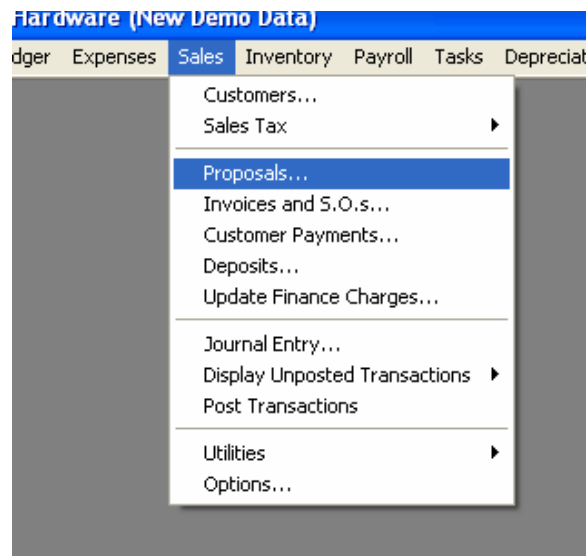 Hardware (New Demo Data)
dger Expenses Sales Inventory Payroll Tasks Depreciat
Customers...
Sales Tax
Proposals...
Invoices and S.O.s...
Customer Payments...
Deposits...
Update Finance Charges...
Journal Entry...
Display Unposted Transactions
Post Transactions
Utilities
Options...